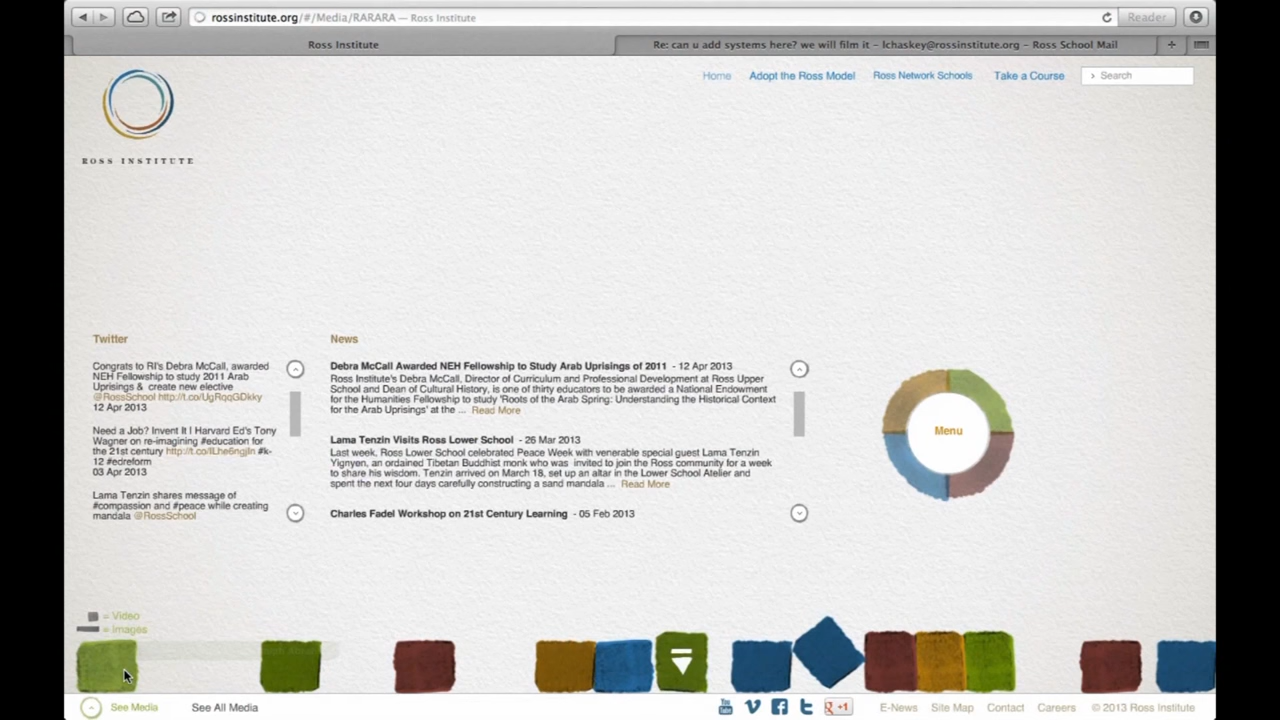 rossinstitute.org/#/Media/RARARA — Ross Institute
Reader
Ross Institute
Re: can u add systems here? we will film it – lchaskey@rossinstitute.org – Ross School Mail
Home
Adopt the Ross Model
Ross Network Schools
Take a Course
Search
ROSS INSTITUTE
Twitter
Congrats to RI's Debra McCall, awarded
NEH Fellowship to study 2011 Arab
Uprisings & create new elective
@RossSchool http://t.co/UgRqqGDkky
12 Apr 2013
Need a Job? Invent It | Harvard Ed's Tony
Wagner on re-imagining #education for
the 21st century http://t.co/lLhe6ngjIn #k-
12 #edreform
03 Apr 2013
Lama Tenzin shares message of
#compassion and #peace while creating
mandala @RossSchool
News
Debra McCall Awarded NEH Fellowship to Study Arab Uprisings of 2011 - 12 Apr 2013
Ross Institute's Debra McCall, Director of Curriculum and Professional Development at Ross Upper
School and Dean of Cultural History, is one of thirty educators to be awarded a National Endowment
for the Humanities Fellowship to study 'Roots of the Arab Spring: Understanding the Historical Context
for the Arab Uprisings' at the ... Read More
Lama Tenzin Visits Ross Lower School - 26 Mar 2013
Last week, Ross Lower School celebrated Peace Week with venerable special guest Lama Tenzin
Yignyen, an ordained Tibetan Buddhist monk who was invited to join the Ross community for a week
to share his wisdom. Tenzin arrived on March 18, set up an altar in the Lower School Atelier and
spent the next four days carefully constructing a sand mandala ... Read More
Charles Fadel Workshop on 21st Century Learning - 05 Feb 2013
Menu
= Video
= Images
See Media
See All Media
You Tube
+1
E-News
Site Map
Contact
Careers
© 2013 Ross Institute